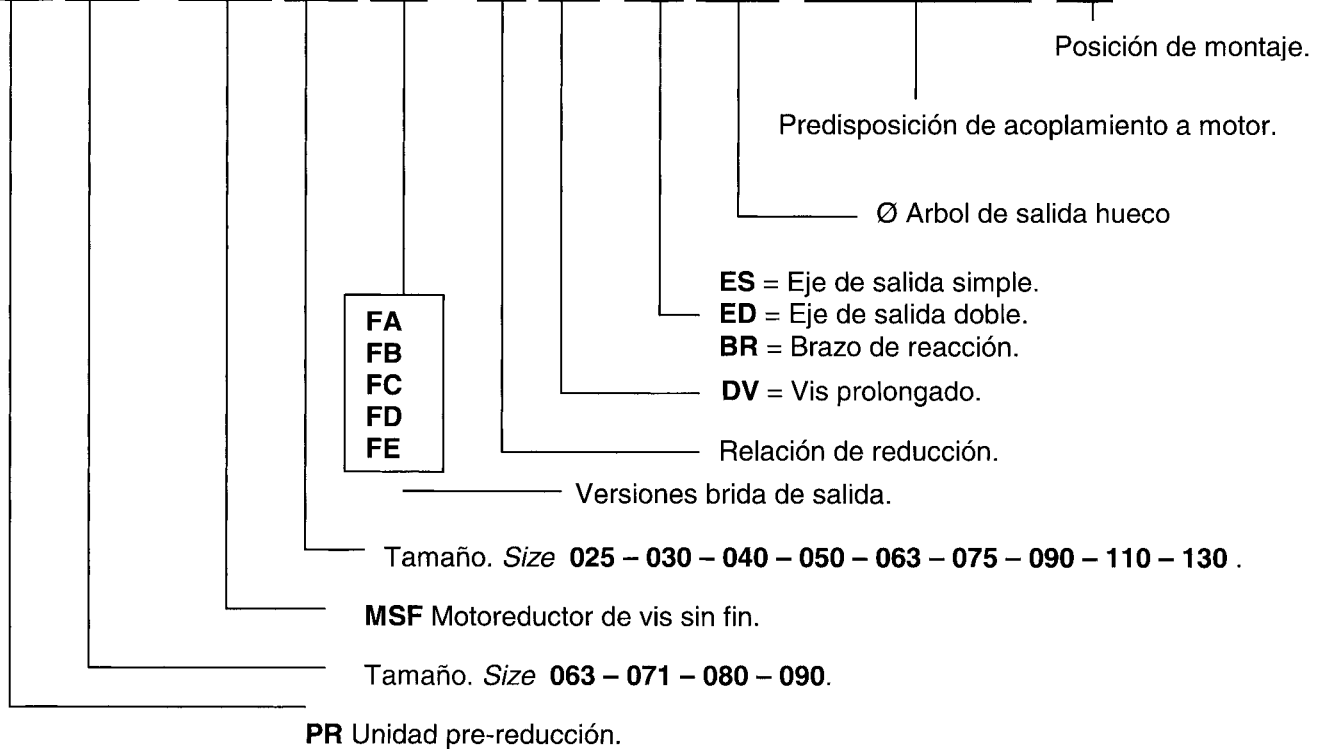 Posición de montaje.
Predisposición de acoplamiento a motor.
Ø Arbol de salida hueco
ES = Eje de salida simple.
ED = Eje de salida doble.
BR = Brazo de reacción.
FA
FB
FC
FD
FE
DV = Vis prolongado.
Relación de reducción.
Versiones brida de salida.
Tamaño. Size 025 – 030 – 040 – 050 – 063 – 075 – 090 – 110 – 130 .
MSF Motoreductor de vis sin fin.
Tamaño. Size 063 – 071 – 080 – 090.
PR Unidad pre-reducción.